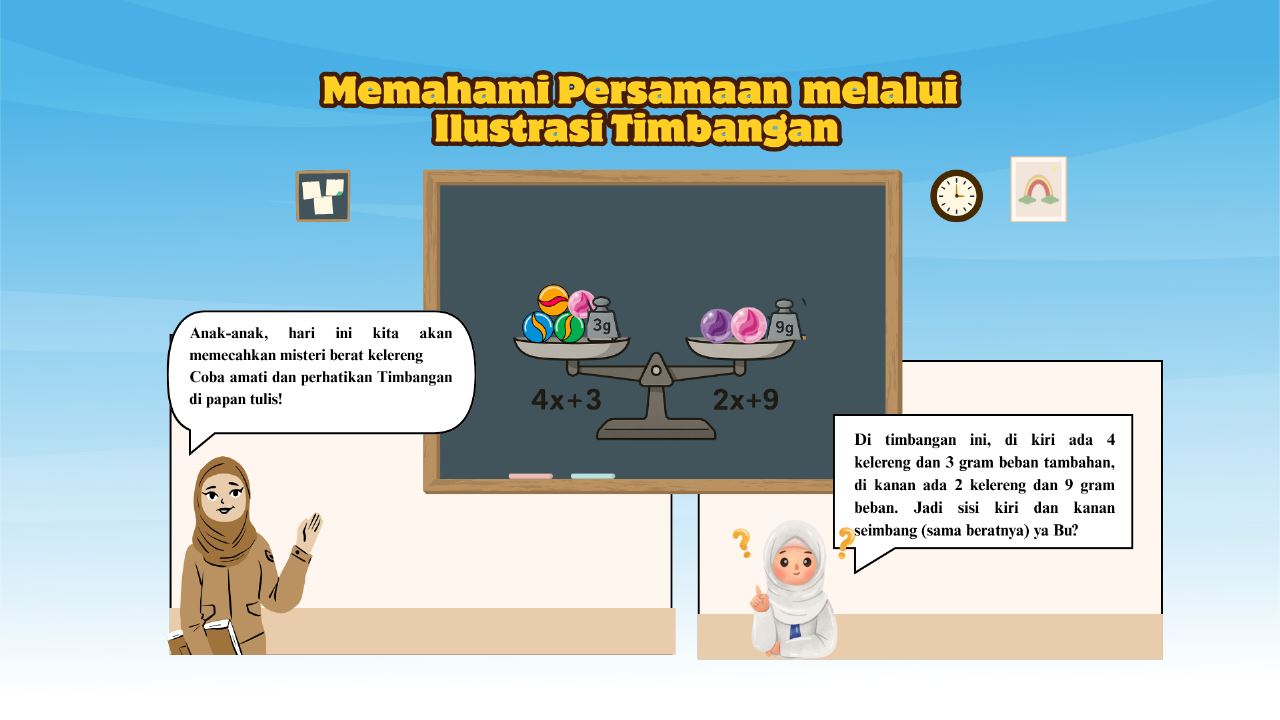 Memahami Persamaan melalui
Ilustrasi Timbangan
Anak-anak, hari ini kita akan
memecahkan misteri berat kelereng
Coba amati dan perhatikan Timbangan
di papan tulis!
3g
9g
4x+3
2x+9
Di timbangan ini, di kiri ada 4
kelereng dan 3 gram beban tambahan,
di kanan ada 2 kelereng dan 9 gram
beban. Jadi sisi kiri dan kanan
seimbang (sama beratnya) ya Bu?
?
?